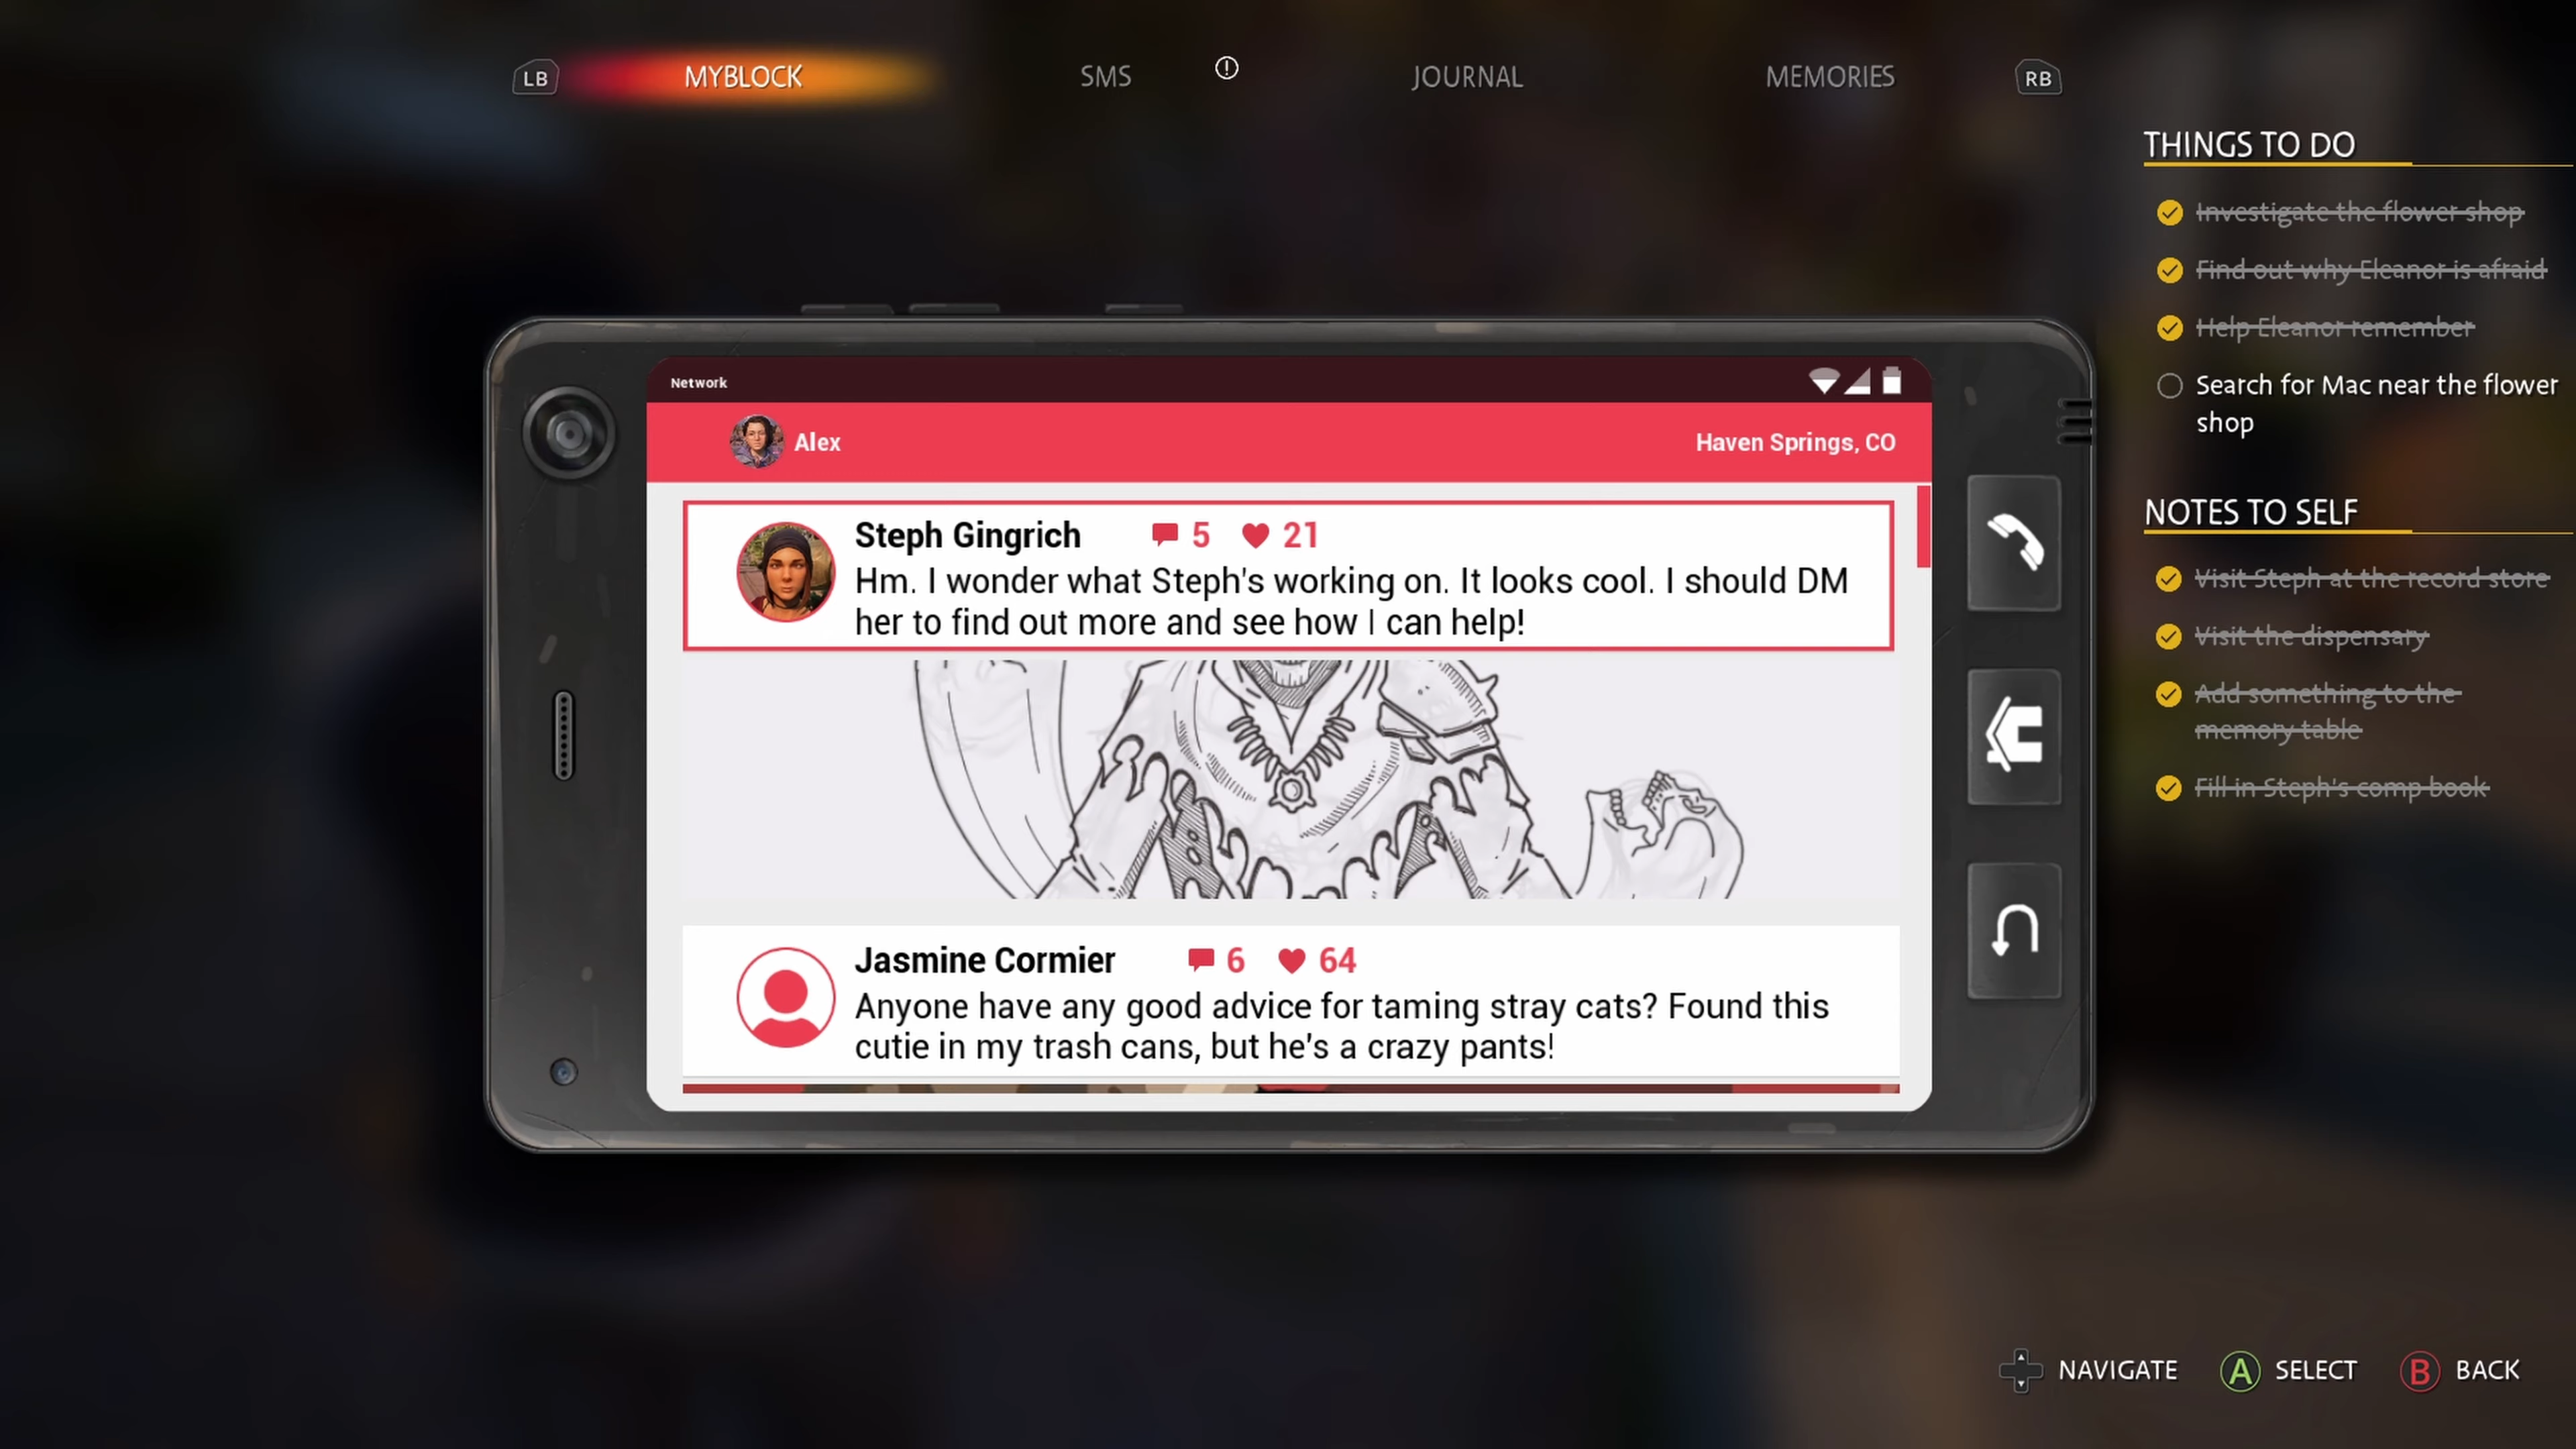 LB
MYBLOCK
SMS
JOURNAL
MEMORIES
RB
THINGS TO DO
Investigate the flower shop
Find out why Eleanor is afraid
Help Eleanor remember
Search for Mac near the flower
shop
NOTES TO SELF
Visit Steph at the record store
Visit the dispensary
Add something to the
memory table
Fill in Steph's comp book
Network
Alex
Haven Springs, CO
Steph Gingrich 5 21
Hm. I wonder what Steph's working on. It looks cool. I should DM
her to find out more and see how I can help!
Jasmine Cormier 6 64
Anyone have any good advice for taming stray cats? Found this
cutie in my trash cans, but he's a crazy pants!
NAVIGATE
A SELECT
B BACK